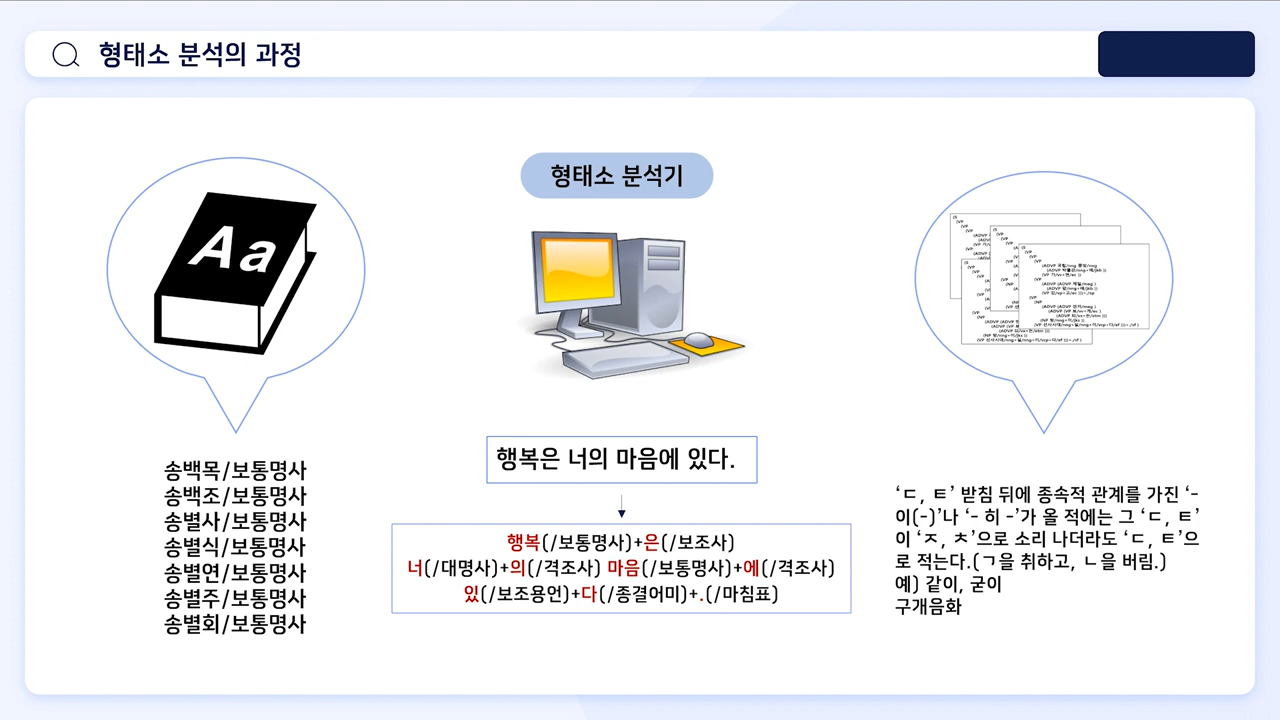 형태소 분석의 과정
형태소 분석기
Aa
송백목/보통명사
송백조/보통명사
송별사/보통명사
송별식/보통명사
송별연/보통명사
송별주/보통명사
송별회/보통명사
행복은 너의 마음에 있다.
행복(/보통명사)+은(/보조사)
너(/대명사)+의(/격조사) 마음(/보통명사)+에(/격조사)
있(/보조용언)+다(/종결어미)+.(/마침표)
‘ㄷ, ㅌ’ 받침 뒤에 종속적 관계를 가진 ‘-
이(-)’나 ‘- 히 -’가 올 적에는 그 ‘ㄷ, ㅌ’
이 ‘ㅈ, ㅊ’으로 소리 나더라도 ‘ㄷ, ㅌ’으
로 적는다.(ㄱ을 취하고, ㄴ을 버림.)
예) 같이, 굳이
구개음화